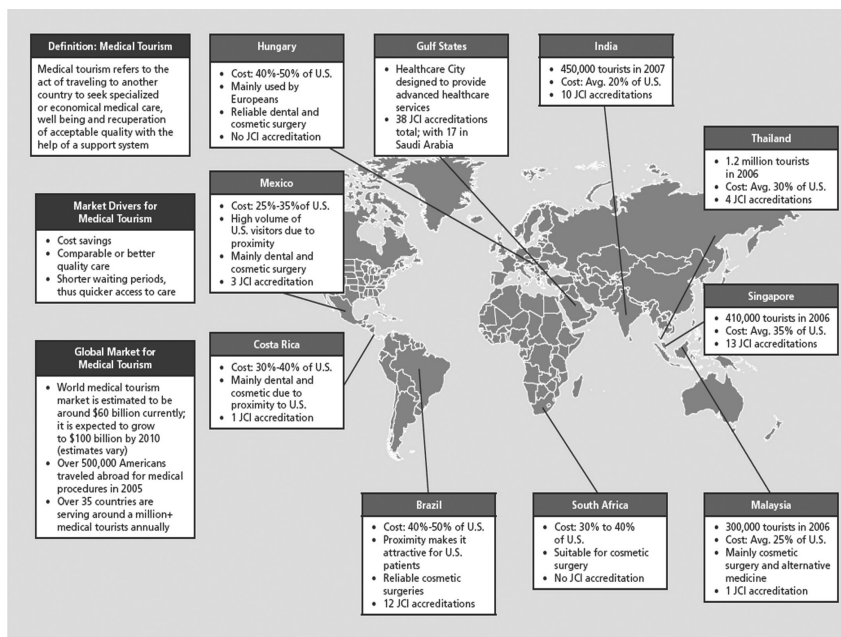 Definition: Medical Tourism
Medical tourism refers to the
act of traveling to another
country to seek specialized
or economical medical care,
well being and recuperation
of acceptable quality with the
help of a support system
Market Drivers for
Medical Tourism
• Cost savings
• Comparable or better
quality care
• Shorter waiting periods,
thus quicker access to care
Global Market for
Medical Tourism
• World medical tourism
market is estimated to be
around $60 billion currently;
it is expected to grow
to $100 billion by 2010
(estimates vary)
• Over 500,000 Americans
traveled abroad for medical
procedures in 2005
• Over 35 countries are
serving around a million+
medical tourists annually
Hungary
• Cost: 40%-50% of U.S.
• Mainly used by
Europeans
• Reliable dental and
cosmetic surgery
• No JCI accreditation
Mexico
• Cost: 25%-35%of U.S.
• High volume of
U.S. visitors due to
proximity
• Mainly dental and
cosmetic surgery
• 3 JCI accreditation
Costa Rica
• Cost: 30%-40% of U.S.
• Mainly dental and
cosmetic due to
proximity to U.S.
• 1 JCI accreditation
Gulf States
• Healthcare City
designed to provide
advanced healthcare
services
• 38 JCI accreditations
total; with 17 in
Saudi Arabia
India
• 450,000 tourists in 2007
• Cost: Avg. 20% of U.S.
• 10 JCI accreditations
Thailand
• 1.2 million tourists
in 2006
• Cost: Avg. 30% of U.S.
• 4 JCI accreditations
Singapore
• 410,000 tourists in 2006
• Cost: Avg. 35% of U.S.
• 13 JCI accreditations
Brazil
• Cost: 40%-50% of U.S.
• Proximity makes it
attractive for U.S.
patients
• Reliable cosmetic
surgeries
• 12 JCI accreditations
South Africa
• Cost: 30% to 40%
of U.S.
• Suitable for cosmetic
surgery
• No JCI accreditation
Malaysia
• 300,000 tourists in 2006
• Cost: Avg. 25% of U.S.
• Mainly cosmetic
surgery and alternative
medicine
• 1 JCI accreditation